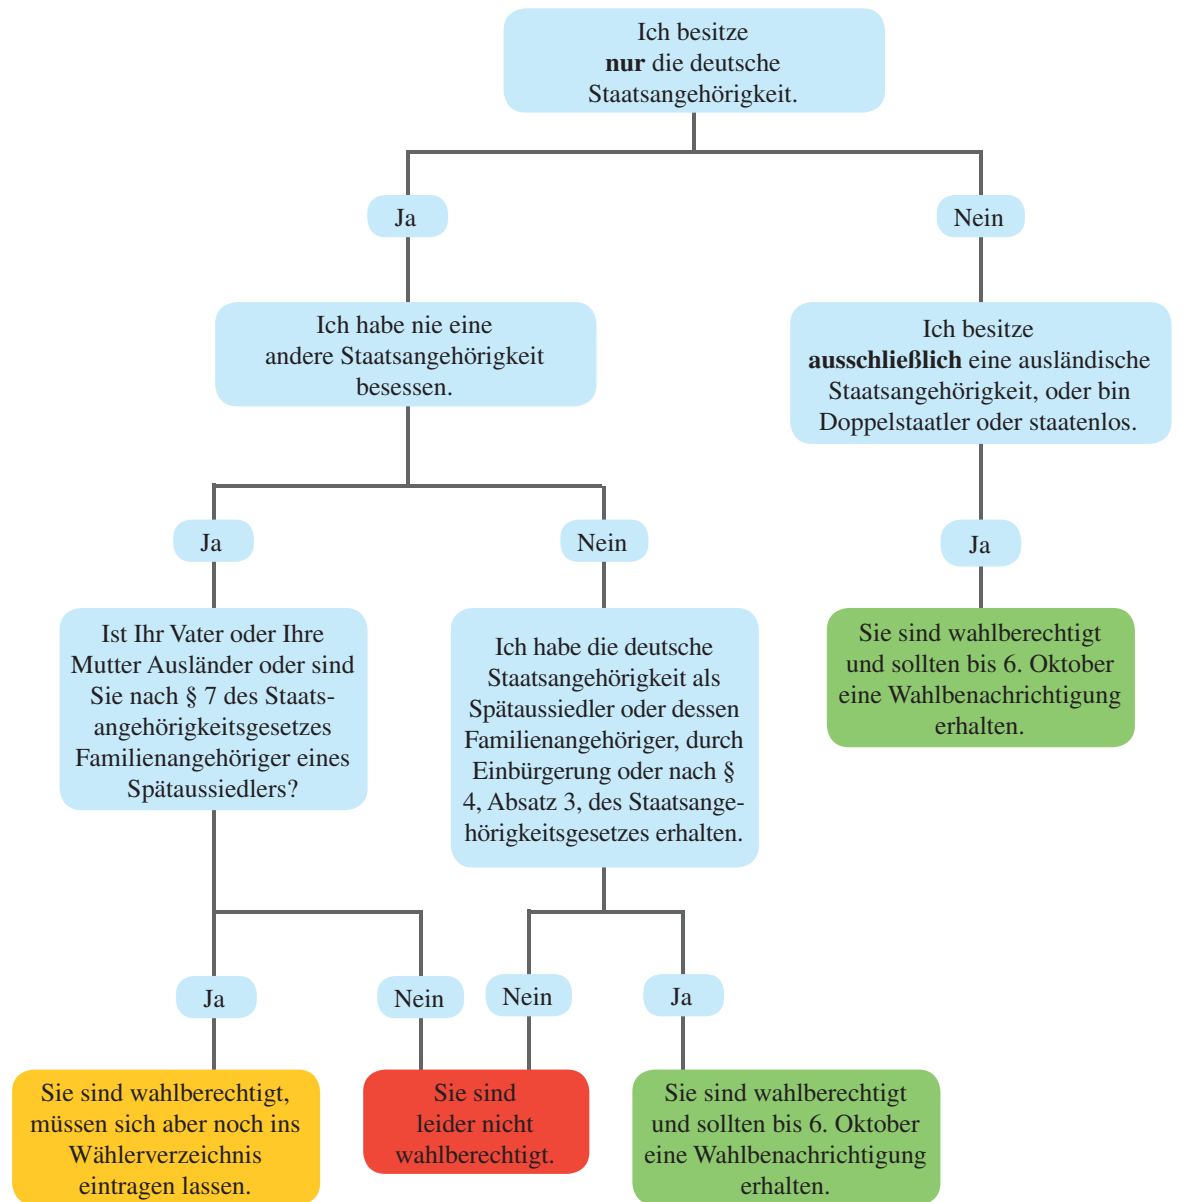 Ich besitze
nur die deutsche
Staatsangehörigkeit.
Ja
Nein
Ich habe nie eine
andere Staatsangehörigkeit
besessen.
Ich besitze
ausschließlich eine ausländische
Staatsangehörigkeit, oder bin
Doppelstaatler oder staatenlos.
Ja
Nein
Ja
Ist Ihr Vater oder Ihre
Mutter Ausländer oder sind
Sie nach § 7 des Staats-
angehörigkeitsgesetzes
Familienangehöriger eines
Spätaussiedlers?
Ich habe die deutsche
Staatsangehörigkeit als
Spätaussiedler oder dessen
Familienangehöriger, durch
Einbürgerung oder nach §
4, Absatz 3, des Staatsange-
hörigkeitsgesetzes erhalten.
Sie sind wahlberechtigt
und sollten bis 6. Oktober
eine Wahlbenachrichtigung
erhalten.
Ja
Nein
Nein
Ja
Sie sind wahlberechtigt,
müssen sich aber noch ins
Wählerverzeichnis
eintragen lassen.
Sie sind
leider nicht
wahlberechtigt.
Sie sind wahlberechtigt
und sollten bis 6. Oktober
eine Wahlbenachrichtigung
erhalten.